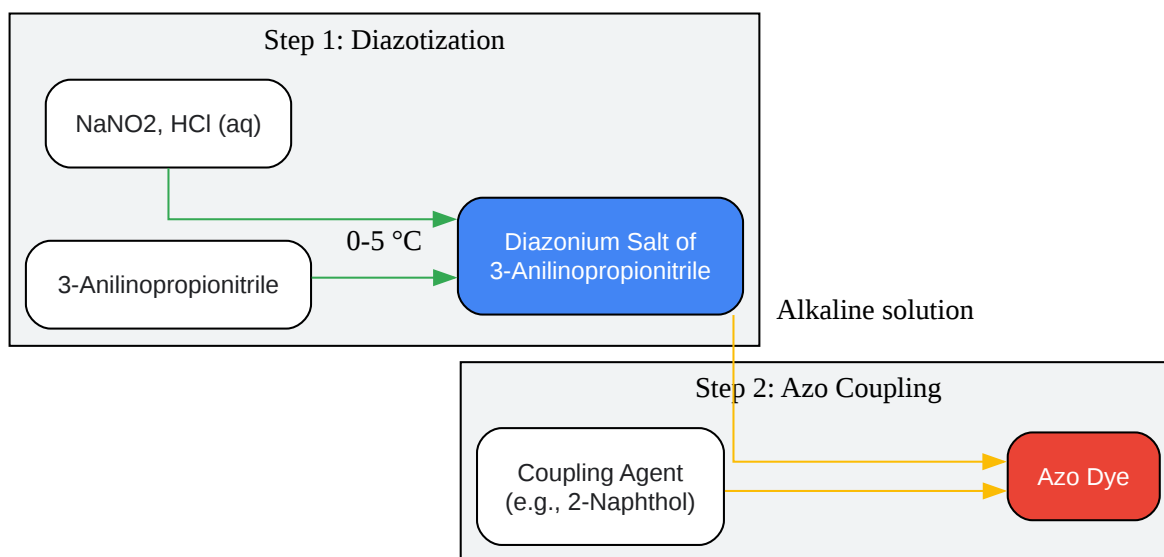 Step 1: Diazotization
NaNO2, HCl (aq)
0-5 °C
3-Anilinopropionitrile
Diazonium Salt of
3-Anilinopropionitrile
Alkaline solution
Step 2: Azo Coupling
Coupling Agent
(e.g., 2-Naphthol)
Azo Dye